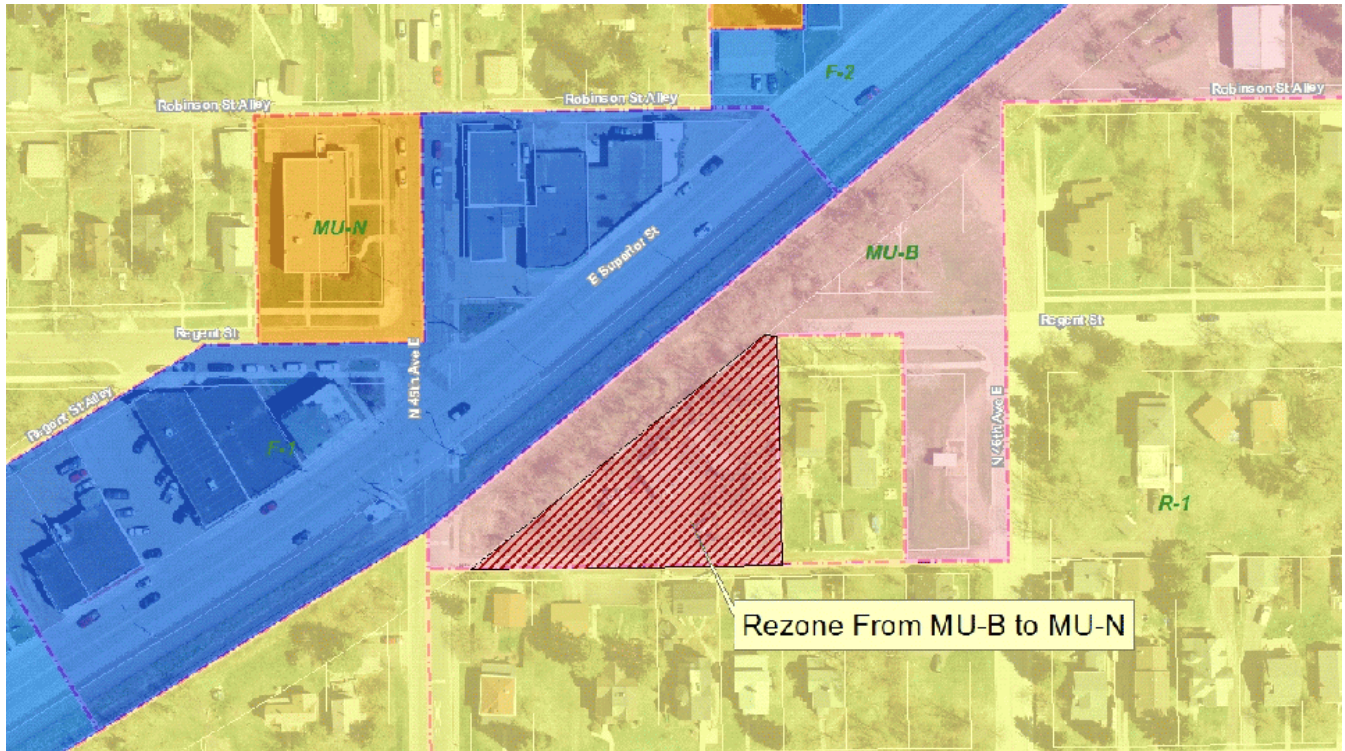 F-2
Robinson St Alley
Robinson St Alley
Robinson St Alley
MU-N
E Superior St
MU-B
Regent St
Regent St
N 45th Ave E
Regent St Alley
F-1
N 46th Ave E
R-1
Rezone From MU-B to MU-N